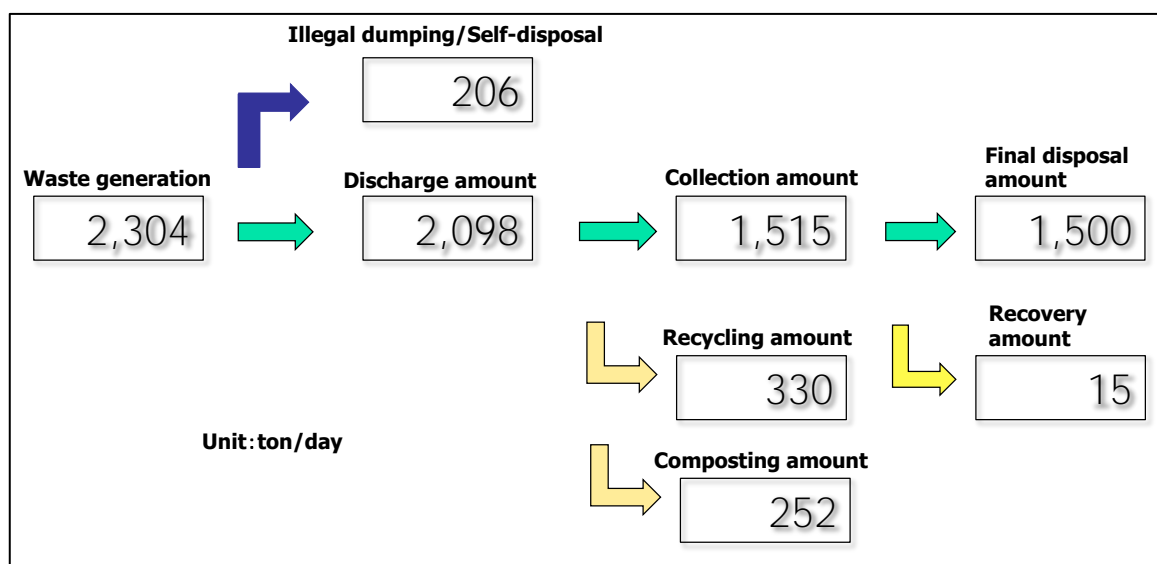 Illegal dumping/Self-disposal
206
Waste generation
2,304
Discharge amount
2,098
Collection amount
1,515
Final disposal
amount
1,500
Recycling amount
330
Recovery
amount
15
Unit:ton/day
Composting amount
252